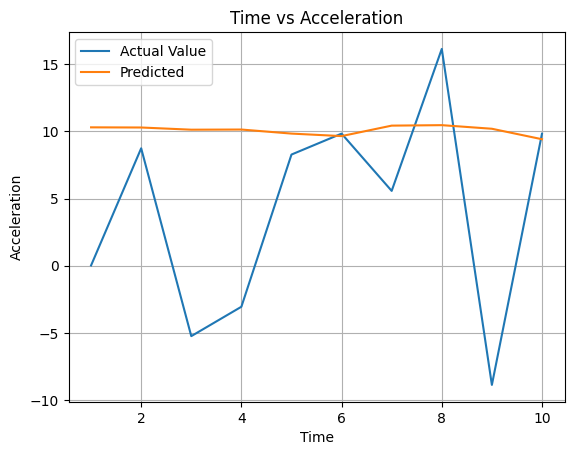 Time vs Acceleration
Actual Value
Predicted
15
10
5
0
−5
−10
Acceleration
2 4 6 8 10
Time